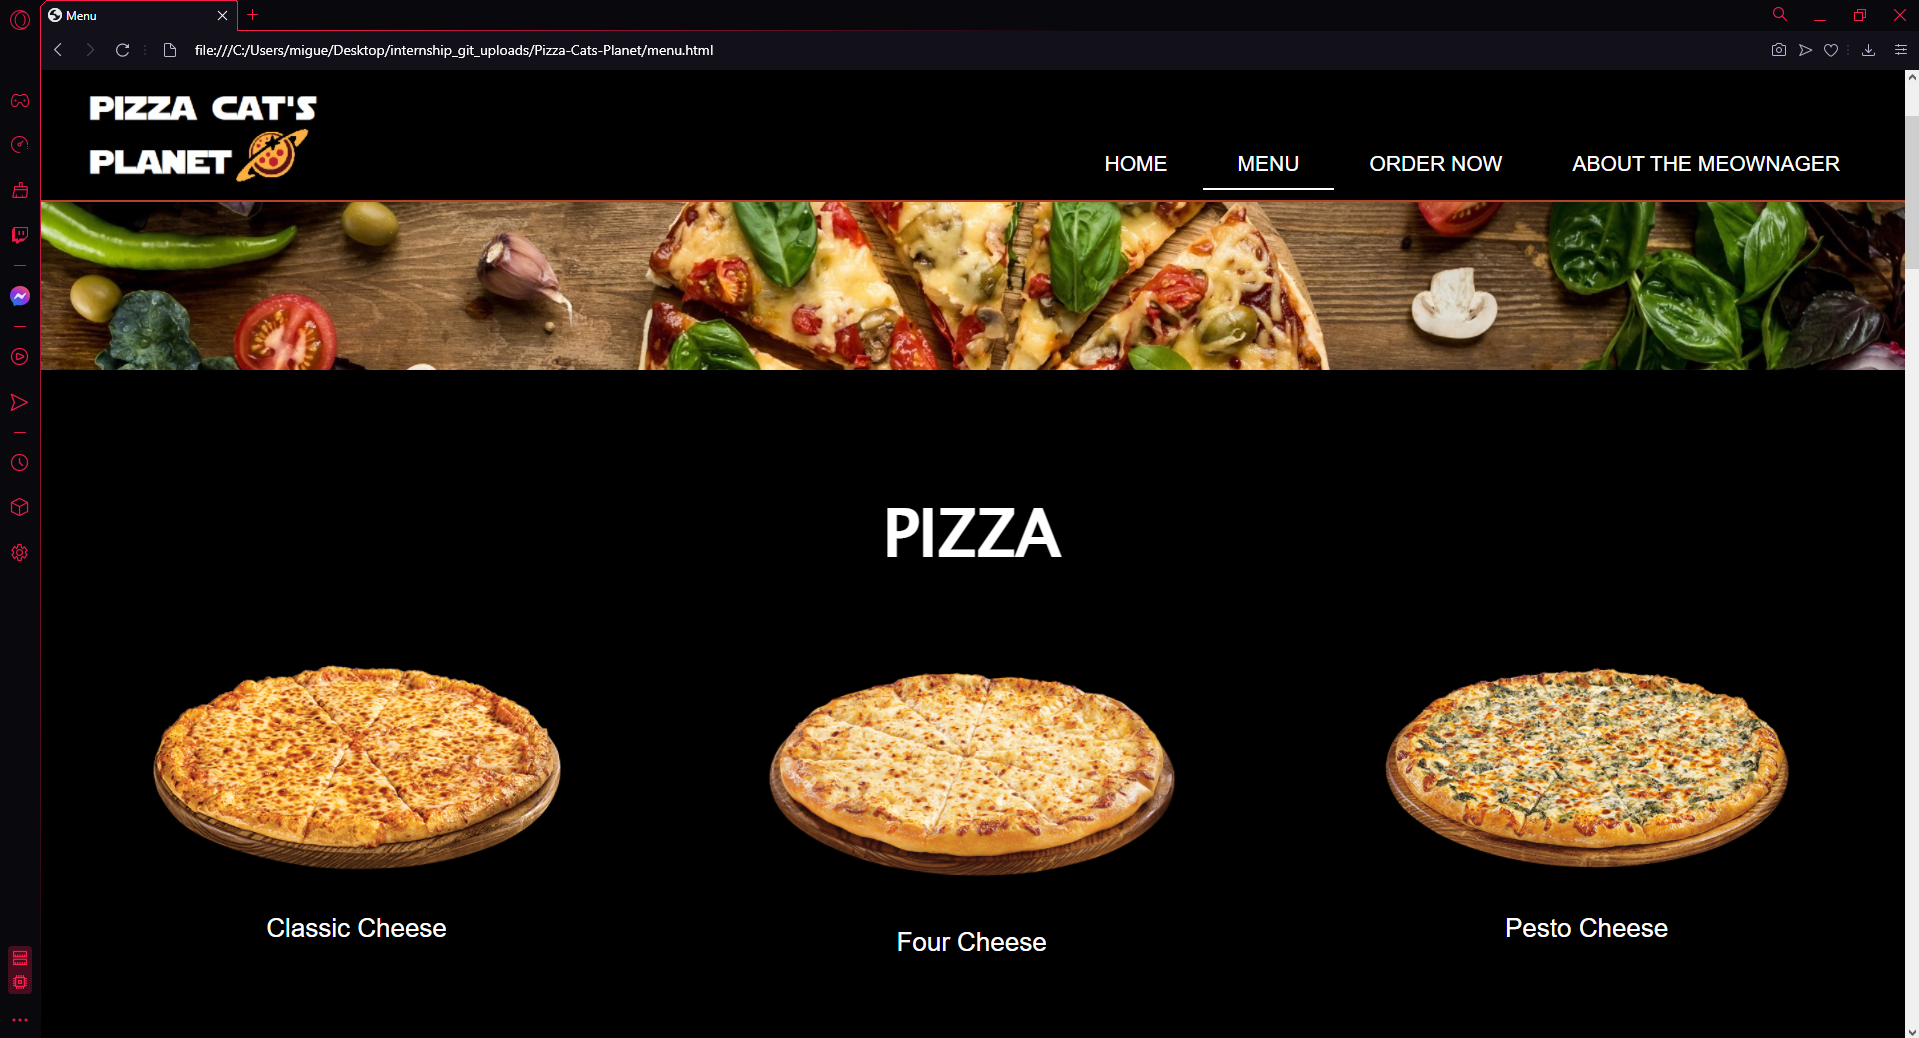 Menu
file:///C:/Users/migue/Desktop/internship_git_uploads/Pizza-Cats-Planet/menu.html
PIZZA CAT'S
PLANET
HOME MENU ORDER NOW ABOUT THE MEOWNAGER
PIZZA
Classic Cheese
Four Cheese
Pesto Cheese